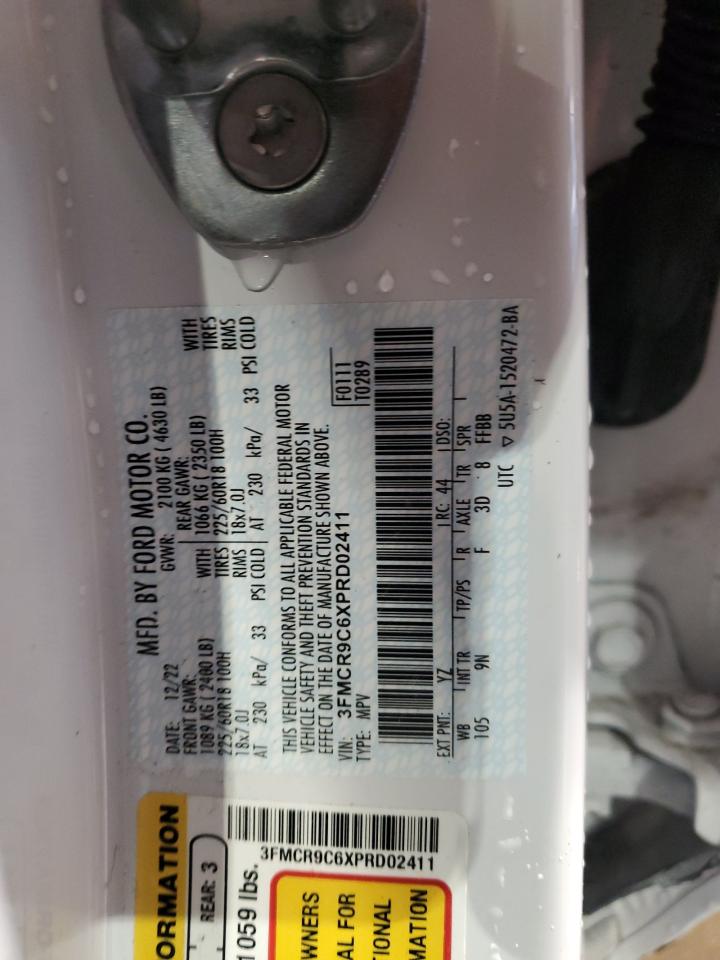 MFD. BY FORD MOTOR CO.
DATE: 12/22 GVWR: 2100 KG ( 4630 LB)
FRONT GAWR: REAR GAWR:
1089 KG ( 2400 LB) WITH 1066 KG ( 2350 LB) WITH
225/60R18 100H TIRES 225/60R18 100H TIRES
18x7.0J RIMS 18x7.0J RIMS
AT 230 kPa/ 33 PSI COLD AT 230 kPa/ 33 PSI COLD
THIS VEHICLE CONFORMS TO ALL APPLICABLE FEDERAL MOTOR
VEHICLE SAFETY AND THEFT PREVENTION STANDARDS IN
EFFECT ON THE DATE OF MANUFACTURE SHOWN ABOVE.
VIN: 3FMCR9C6XPRD02411 F0111
TYPE: MPV T0289
EXT PNT: YZ RC: 44 DSO:
WB INT TR TP/PS R AXLE TR SPR
105 9N F 3D 8 FFBB
UTC ▽ 5U5A-1520472-BA
ORMATION
REAR: 3
1059 lbs.
3FMCR9C6XPRD02411
WNERS
AL FOR
TIONAL
MATION